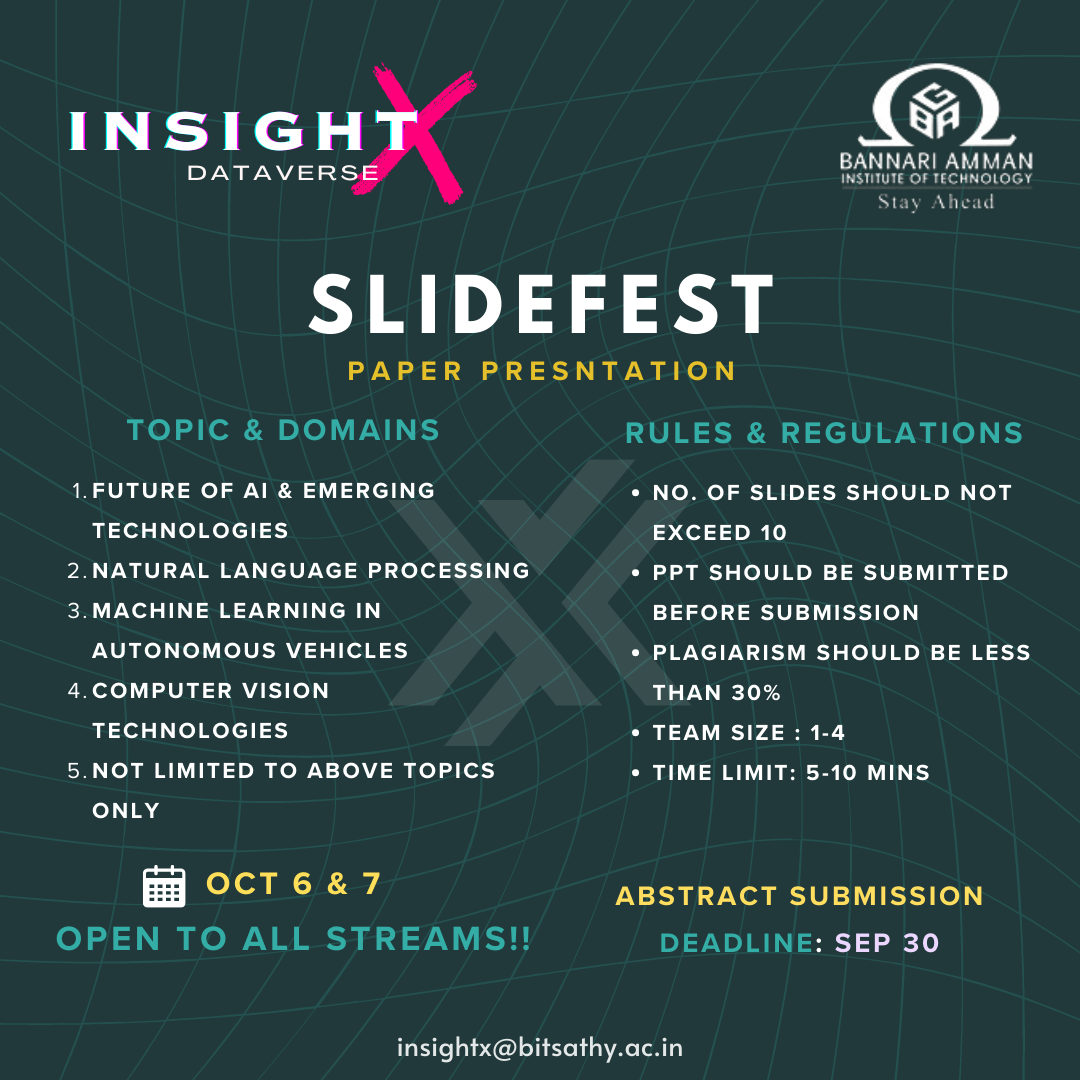 INSIGHTX
DATAVERSE
GBA
BANNARI AMMAN
INSTITUTE OF TECHNOLOGY
Stay Ahead
SLIDEFEST
PAPER PRESNTATION
TOPIC & DOMAINS
1. FUTURE OF AI & EMERGING
TECHNOLOGIES
2. NATURAL LANGUAGE PROCESSING
3. MACHINE LEARNING IN
AUTONOMOUS VEHICLES
4. COMPUTER VISION
TECHNOLOGIES
5. NOT LIMITED TO ABOVE TOPICS
ONLY
RULES & REGULATIONS
• NO. OF SLIDES SHOULD NOT
EXCEED 10
• PPT SHOULD BE SUBMITTED
BEFORE SUBMISSION
• PLAGIARISM SHOULD BE LESS
THAN 30%
• TEAM SIZE : 1-4
• TIME LIMIT: 5-10 MINS
OCT 6 & 7
OPEN TO ALL STREAMS!!
ABSTRACT SUBMISSION
DEADLINE: SEP 30
insightx@bitsathy.ac.in